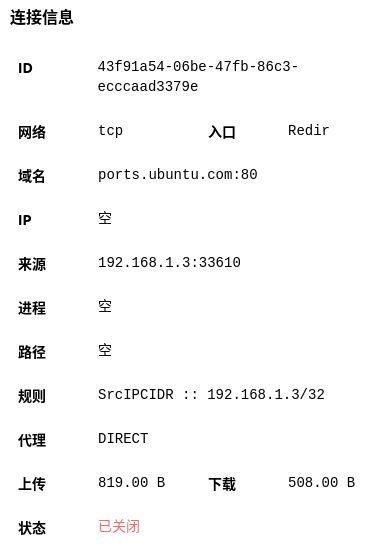 连接信息
ID 43f91a54-06be-47fb-86c3-
ecccaad3379e
网络 tcp 入口 Redir
域名 ports.ubuntu.com:80
IP 空
来源 192.168.1.3:33610
进程 空
路径 空
规则 SrcIPCIDR :: 192.168.1.3/32
代理 DIRECT
上传 819.00 B 下载 508.00 B
状态 已关闭